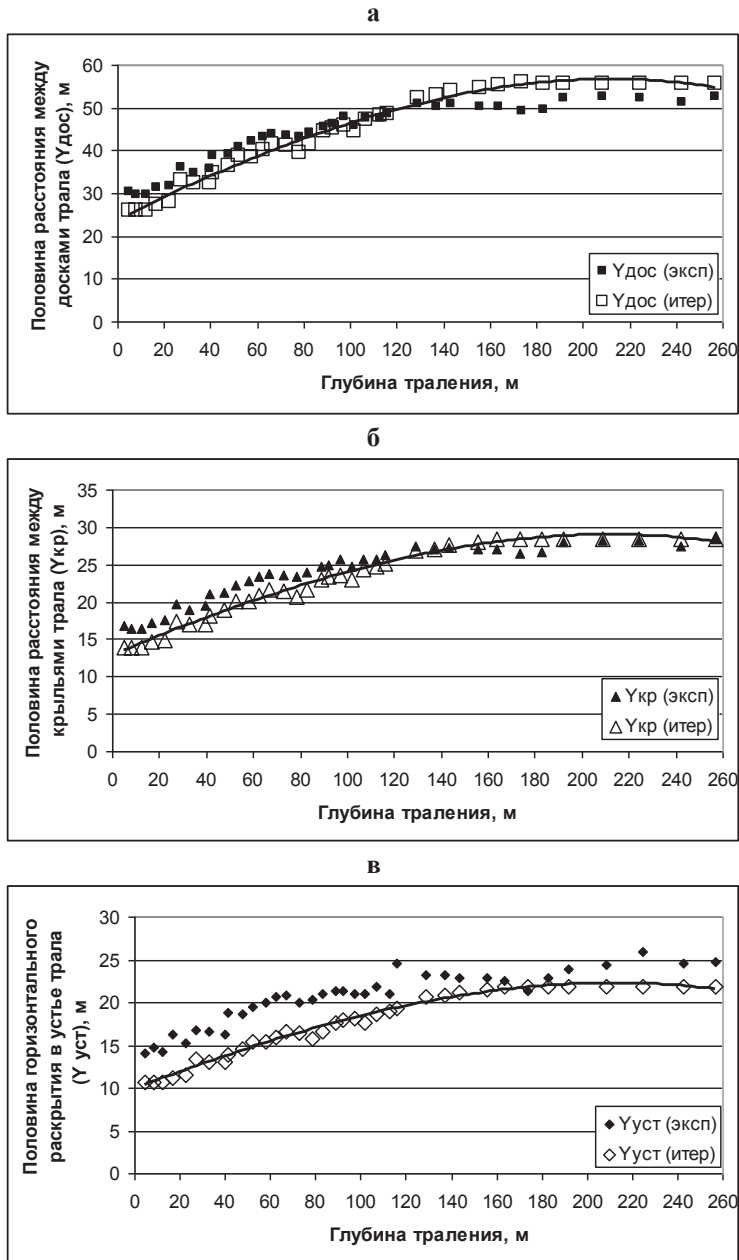 а
Половина расстояния между
досками трала (Yдос), м
60
50
40
30
20
10
0
Yдос (эксп)
Yдос (итер)
0 20 40 60 80 100 120 140 160 180 200 220 240 260
Глубина траления, м
б
Половина расстояния между
крыльями трала (Yкр), м
35
30
25
20
15
10
5
0
Yкр (эксп)
Yкр (итер)
0 20 40 60 80 100 120 140 160 180 200 220 240 260
Глубина траления, м
в
Половина горизонтального
раскрытия в устье трала
(Y уст), м
30
25
20
15
10
5
0
Yуст (эксп)
Yуст (итер)
0 20 40 60 80 100 120 140 160 180 200 220 240 260
Глубина траления, м